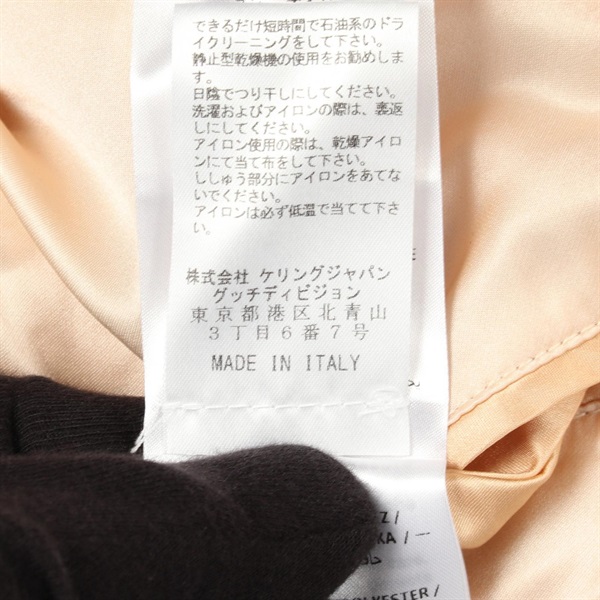 できるだけ短時間で石油系のドラ
イクリーニングをして下さい。
静止型乾燥機の使用をお勧めしま
す。
日陰でつり干しにしてください。
洗濯およびアイロンの際は、裏返
しにしてください。
アイロン使用の際は、乾燥アイロ
ンにて当て布をして下さい。
ししゅう部分にアイロンをあてな
いでください。
アイロンは必ず低温で当てて下さ
い。
株式会社 ケリングジャパン
グッチディビジョン
東京都港区北青山
3丁目6番7号
MADE IN ITALY